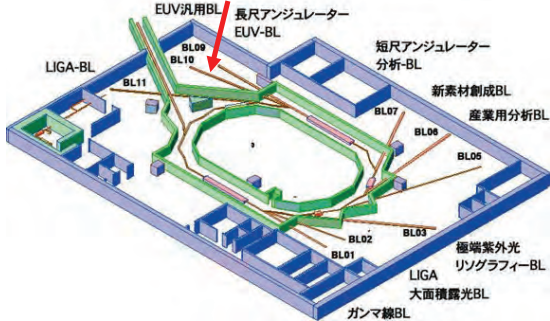 EUV汎用BL
長尺アンジュレーター
EUV-BL
短尺アンジュレーター
分析-BL
新素材創成BL
産業用分析BL
LIGA-BL
BL09
BL10
BL11
BL07
BL06
BL05
BL03
BL02
BL01
極端紫外光
リソグラフィーBL
LIGA
大面積露光BL
ガンマ線BL